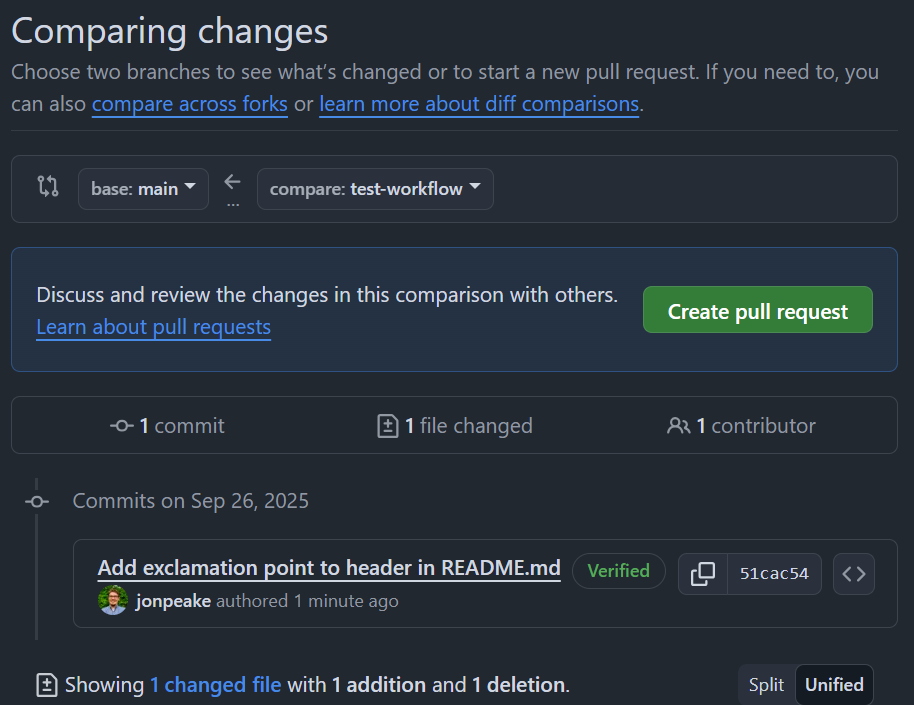 Comparing changes
Choose two branches to see what’s changed or to start a new pull request. If you need to, you
can also compare across forks or learn more about diff comparisons.
base: main
...
compare: test-workflow
Discuss and review the changes in this comparison with others.
Learn about pull requests
Create pull request
1 commit
1 file changed
1 contributor
Commits on Sep 26, 2025
Add exclamation point to header in README.md
Verified
51cac54
jonpeake authored 1 minute ago
Showing 1 changed file with 1 addition and 1 deletion.
Split
Unified